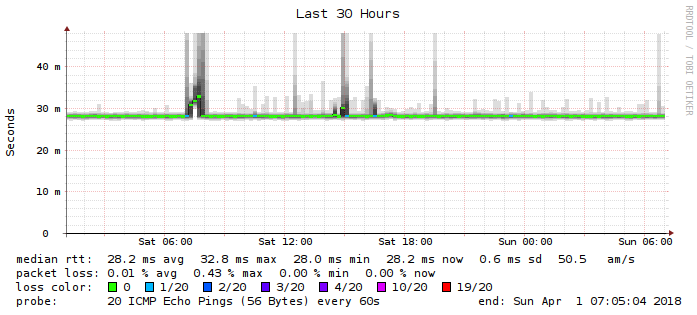 Last 30 Hours
RRDTOOL / TOBI OETIKER
Seconds
40 m
30 m
20 m
10 m
0
Sat 06:00 Sat 12:00 Sat 18:00 Sun 00:00 Sun 06:00
median rtt: 28.2 ms avg 32.8 ms max 28.0 ms min 28.2 ms now 0.6 ms sd 50.5 am/s
packet loss: 0.01 % avg 0.43 % max 0.00 % min 0.00 % now
loss color: 0 1/20 2/20 3/20 4/20 10/20 19/20
probe: 20 ICMP Echo Pings (56 Bytes) every 60s end: Sun Apr 1 07:05:04 2018